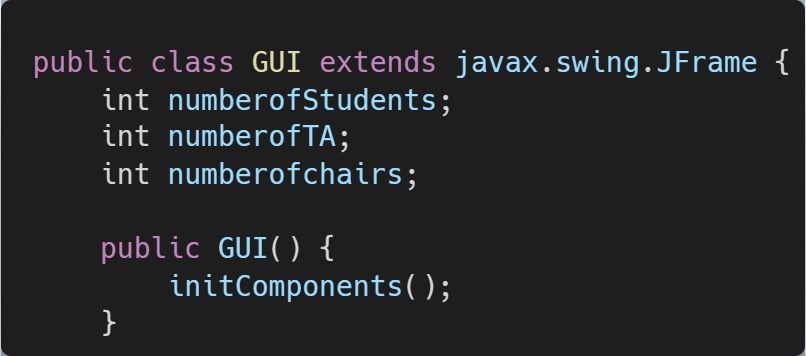 public class GUI extends javax.swing.JFrame {
    int numberofStudents;
    int numberofTA;
    int numberofchairs;

    public GUI() {
        initComponents();
    }